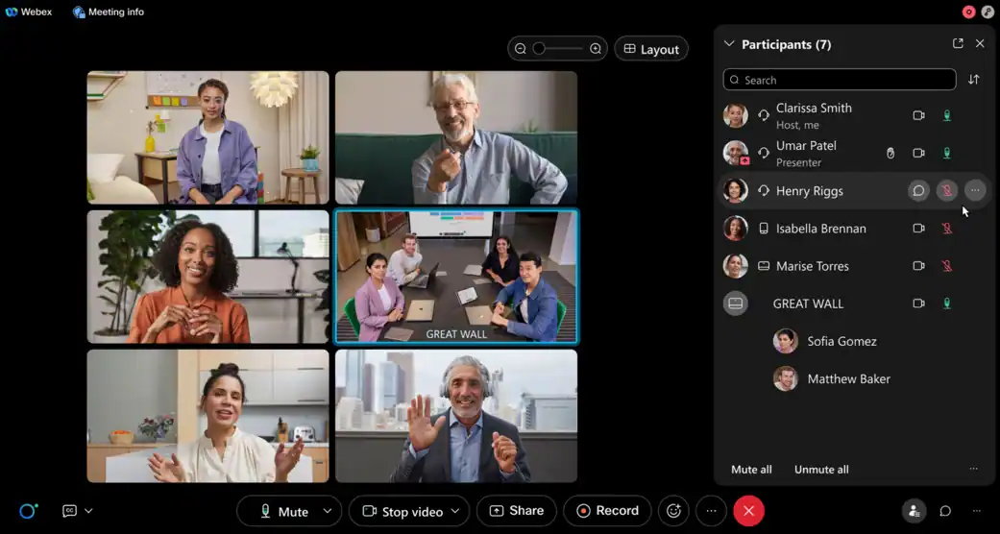 Webex
Meeting info
Layout
Participants (7)
Search
Clarissa Smith
Host, me
Umar Patel
Presenter
Henry Riggs
Isabella Brennan
Marise Torres
GREAT WALL
Sofia Gomez
Matthew Baker
GREAT WALL
Mute all
Unmute all
CC
Mute
Stop video
Share
Record